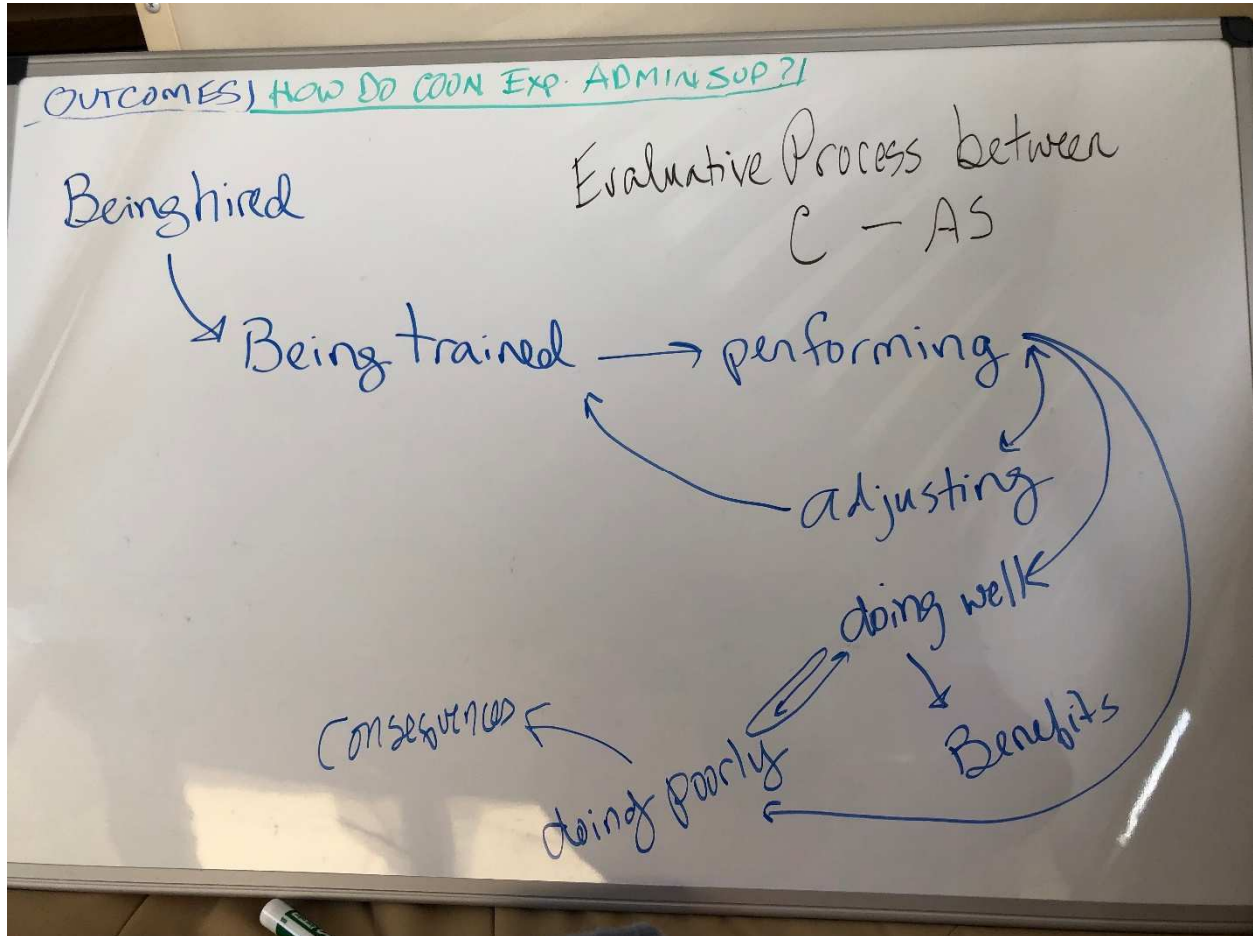 OUTCOMES) HOW DO COUN EXP. ADMIN SUP?!
Evaluative Process between
C - AS
Being hired
Being trained
performing
adjusting
doing well
Benefits
Consequences
doing poorly